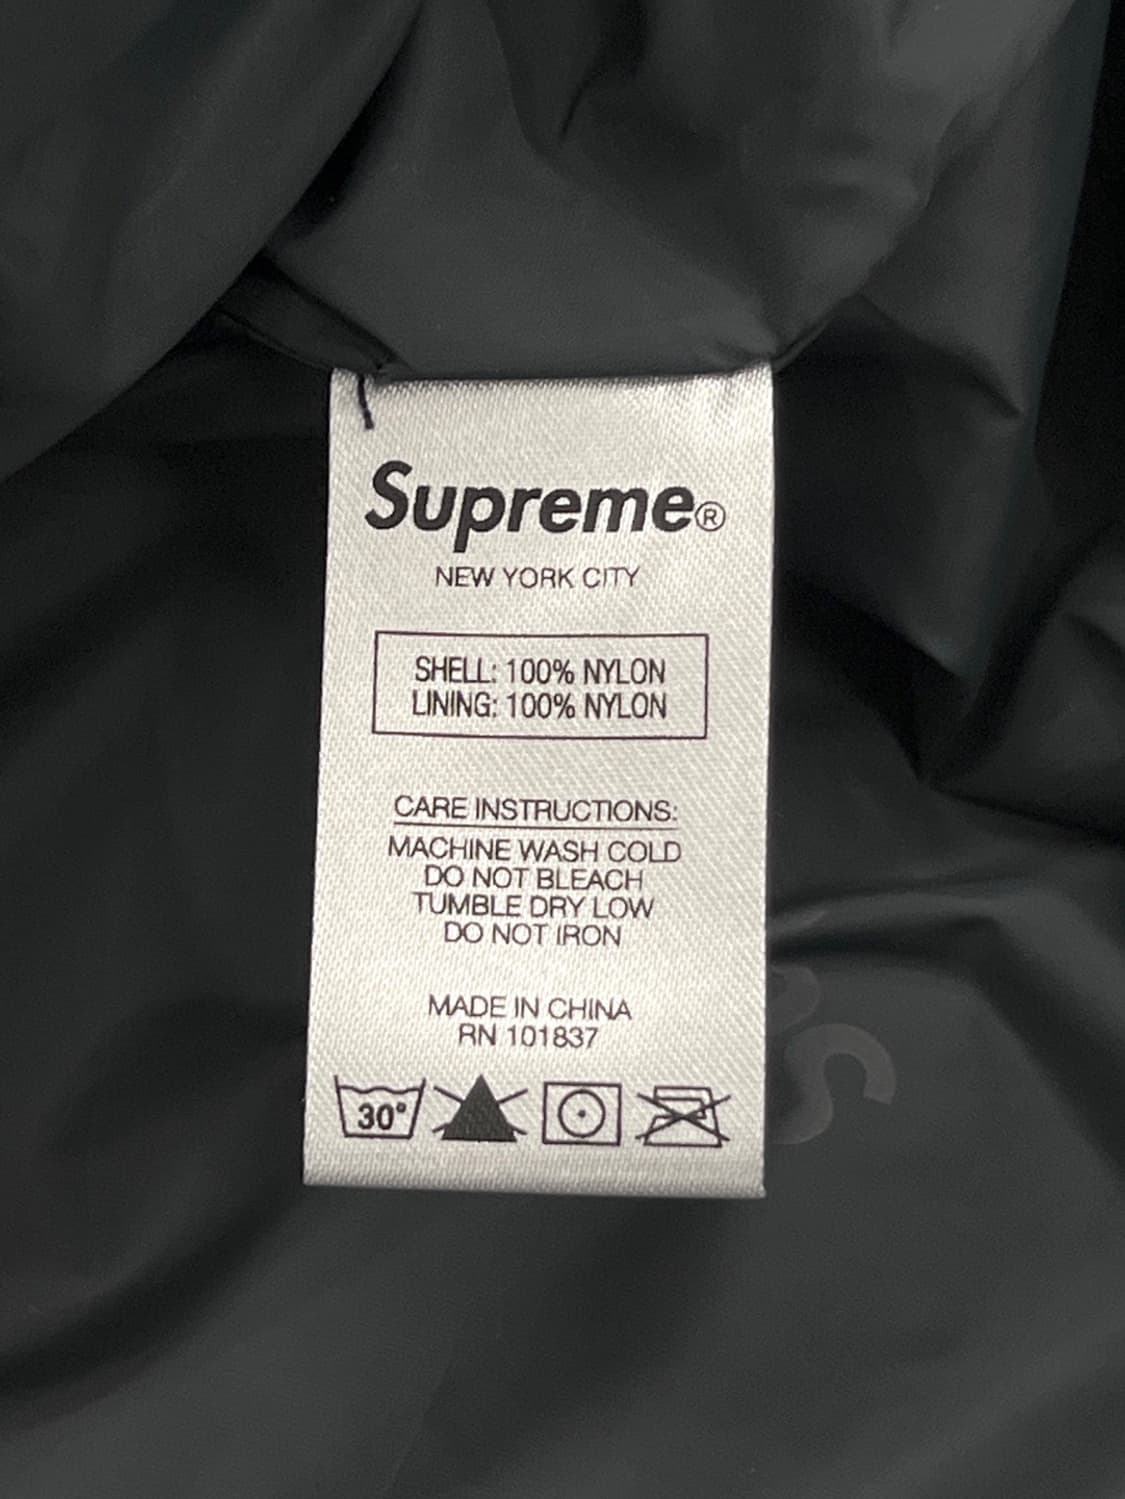 Supreme®
NEW YORK CITY
SHELL: 100% NYLON
LINING: 100% NYLON
CARE INSTRUCTIONS:
MACHINE WASH COLD
DO NOT BLEACH
TUMBLE DRY LOW
DO NOT IRON
MADE IN CHINA
RN 101837
30°